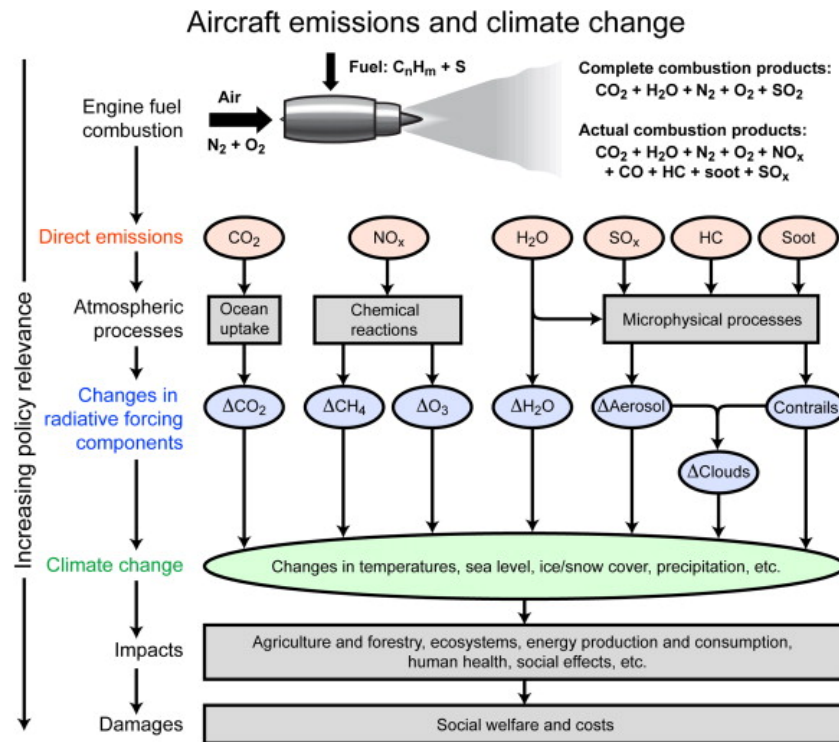 Aircraft emissions and climate change
Fuel: CₙHₘ + S
Complete combustion products:
CO₂ + H₂O + N₂ + O₂ + SO₂
Engine fuel
combustion
Air
N₂ + O₂
Actual combustion products:
CO₂ + H₂O + N₂ + O₂ + NOₓ
+ CO + HC + soot + SOₓ
Increasing policy relevance
Direct emissions
CO₂
NOₓ
H₂O
SOₓ
HC
Soot
Atmospheric
processes
Ocean
uptake
Chemical
reactions
Microphysical processes
Changes in
radiative forcing
components
ΔCO₂
ΔCH₄
ΔO₃
ΔH₂O
ΔAerosol
Contrails
ΔClouds
Climate change
Changes in temperatures, sea level, ice/snow cover, precipitation, etc.
Impacts
Agriculture and forestry, ecosystems, energy production and consumption,
human health, social effects, etc.
Damages
Social welfare and costs